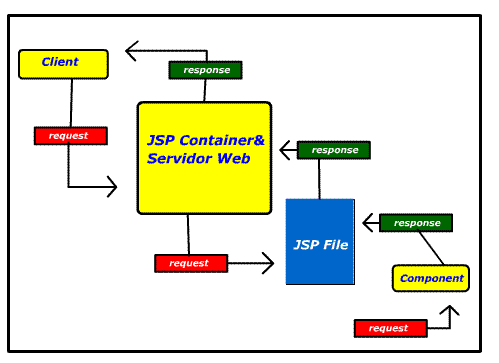 Client
response
request
JSP Container&
Servidor Web
response
JSP File
response
request
Component
request